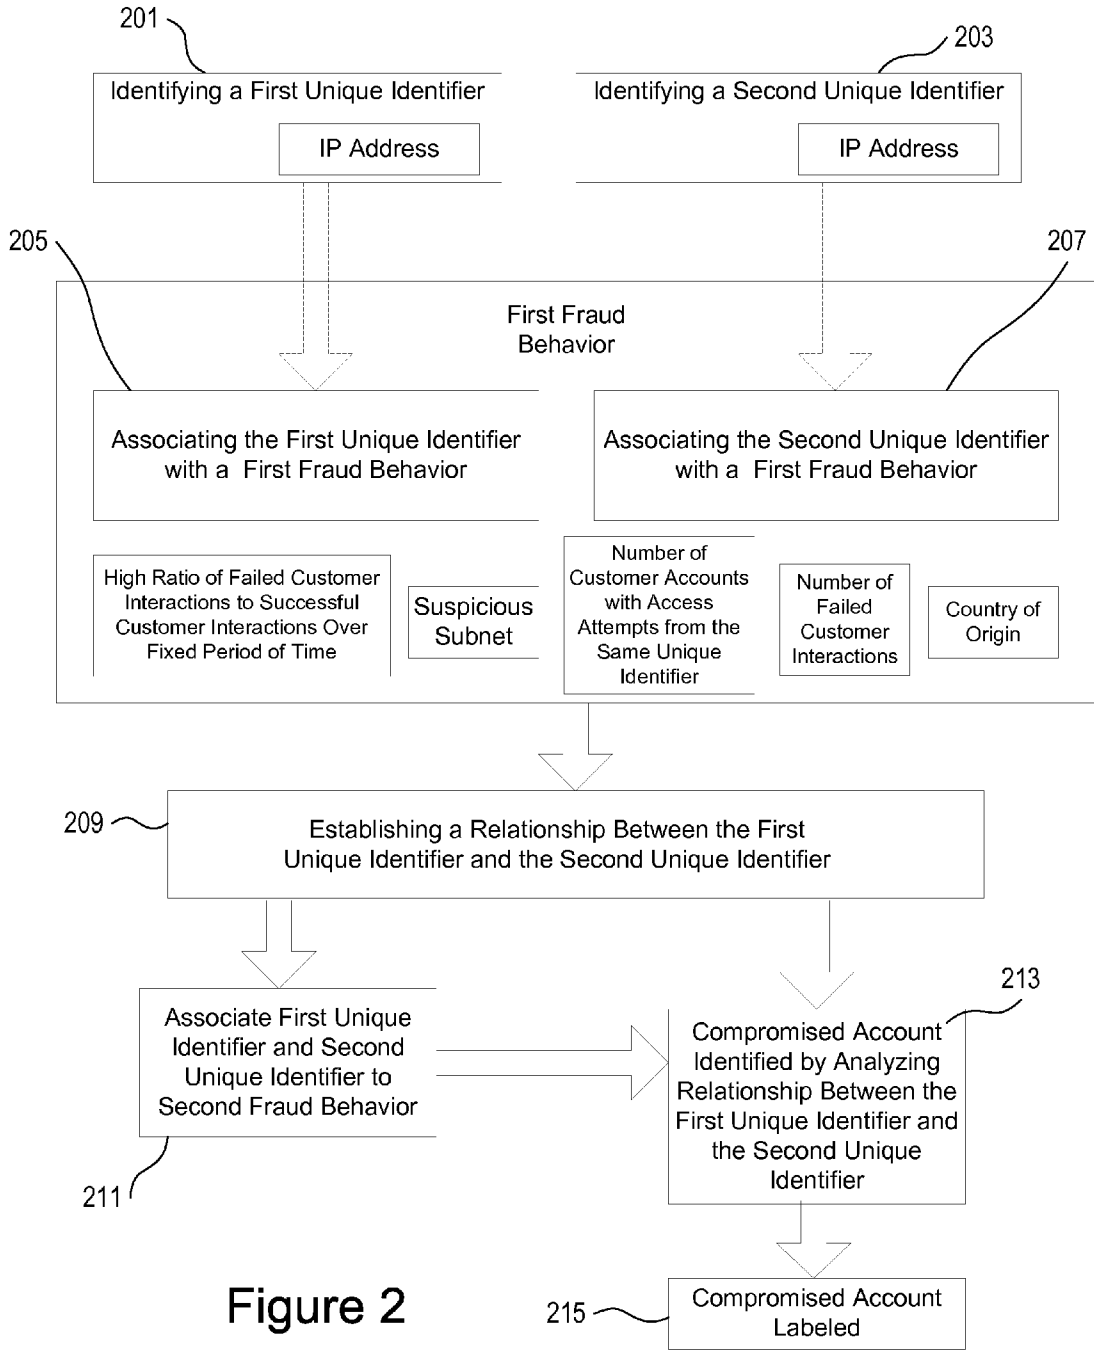 201
203
Identifying a First Unique Identifier
IP Address
Identifying a Second Unique Identifier
IP Address
205
207
First Fraud
Behavior
Associating the First Unique Identifier
with a First Fraud Behavior
Associating the Second Unique Identifier
with a First Fraud Behavior
High Ratio of Failed Customer
Interactions to Successful
Customer Interactions Over
Fixed Period of Time
Suspicious
Subnet
Number of
Customer Accounts
with Access
Attempts from the
Same Unique
Identifier
Number of
Failed
Customer
Interactions
Country of
Origin
209
Establishing a Relationship Between the First
Unique Identifier and the Second Unique Identifier
Associate First Unique
Identifier and Second
Unique Identifier to
Second Fraud Behavior
211
213
Compromised Account
Identified by Analyzing
Relationship Between the
First Unique Identifier and
the Second Unique
Identifier
215
Compromised Account
Labeled
Figure 2